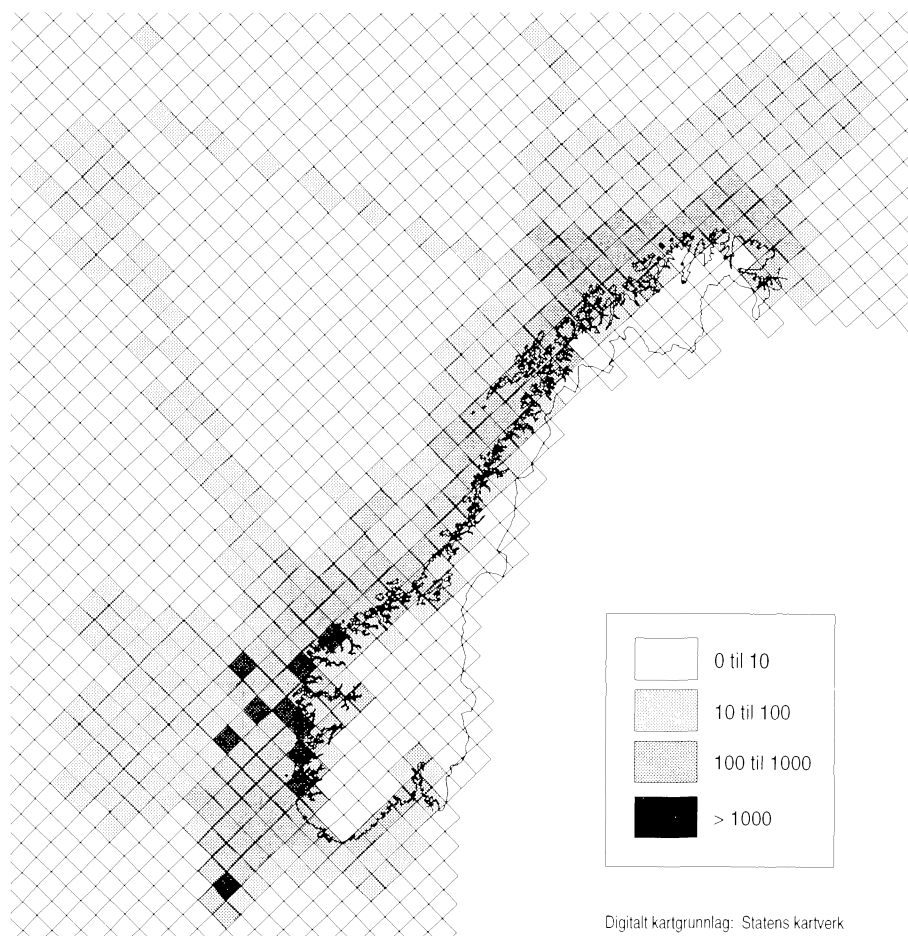 0 til 10
10 til 100
100 til 1000
> 1000
Digitalt kartgrunnlag: Statens kartverk